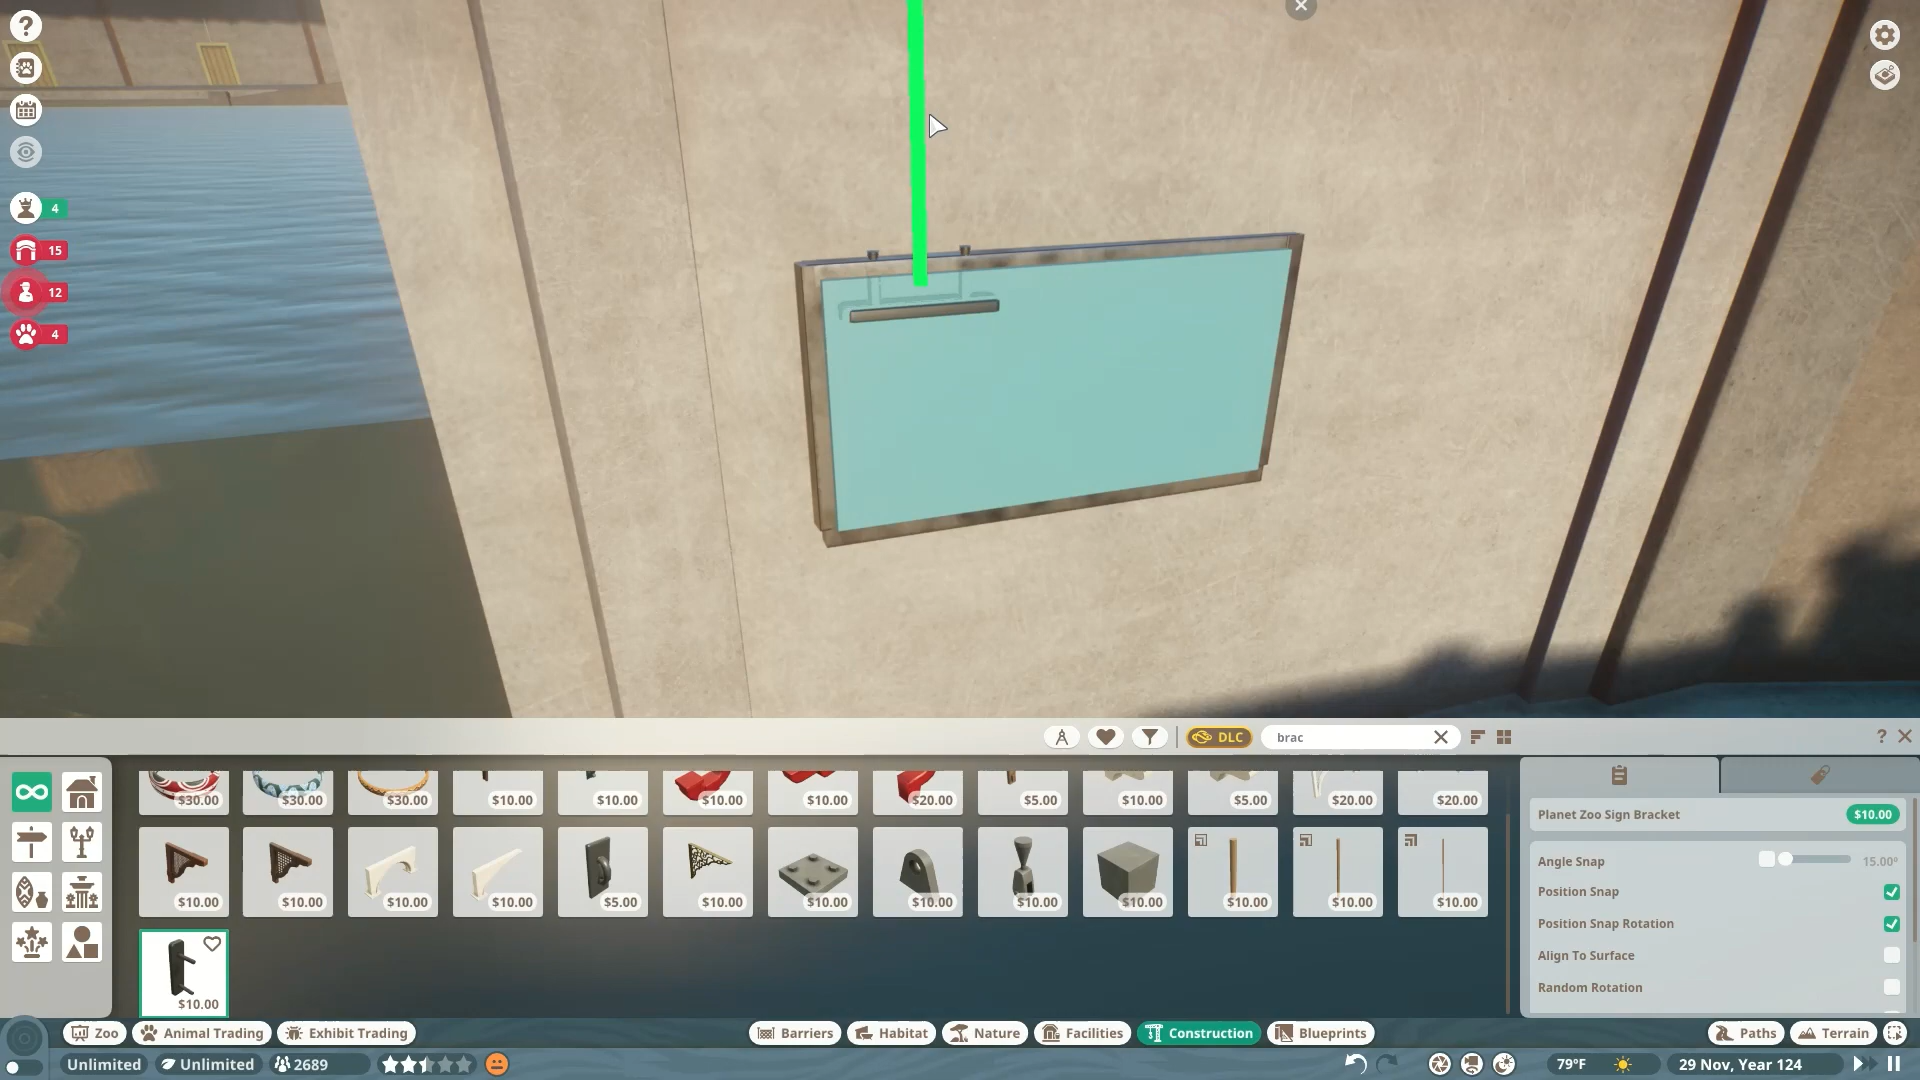 ?
4
15
12
4
DLC
brac
?
$30.00 $30.00 $30.00 $10.00 $10.00 $10.00 $10.00 $20.00 $5.00 $10.00 $5.00 $20.00 $20.00
$10.00 $10.00 $10.00 $10.00 $5.00 $10.00 $10.00 $10.00 $10.00 $10.00 $10.00 $10.00 $10.00
$10.00
Planet Zoo Sign Bracket $10.00
Angle Snap 15.00°
Position Snap
Position Snap Rotation
Align To Surface
Random Rotation
Zoo Animal Trading Exhibit Trading Barriers Habitat Nature Facilities Construction Blueprints Paths Terrain
Unlimited Unlimited 2689 79°F 29 Nov, Year 124